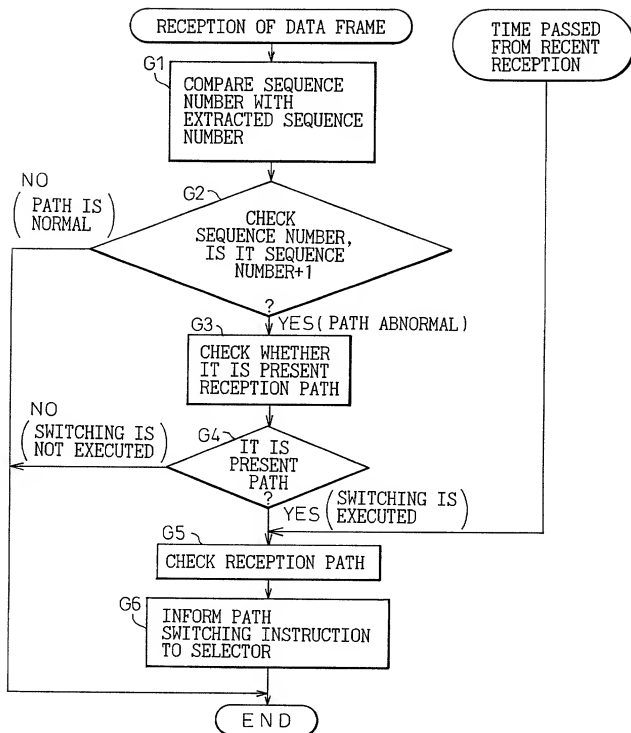 RECEPTION OF DATA FRAME
TIME PASSED
FROM RECENT
RECEPTION
G1
COMPARE SEQUENCE
NUMBER WITH
EXTRACTED SEQUENCE
NUMBER
NO
(PATH IS
NORMAL)
G2
CHECK
SEQUENCE NUMBER,
IS IT SEQUENCE
NUMBER+1
?
YES(PATH ABNORMAL)
G3
CHECK WHETHER
IT IS PRESENT
RECEPTION PATH
NO
(SWITCHING IS
NOT EXECUTED)
G4
IT IS
PRESENT
PATH
?
YES (SWITCHING IS
EXECUTED)
G5
CHECK RECEPTION PATH
G6
INFORM PATH
SWITCHING INSTRUCTION
TO SELECTOR
END